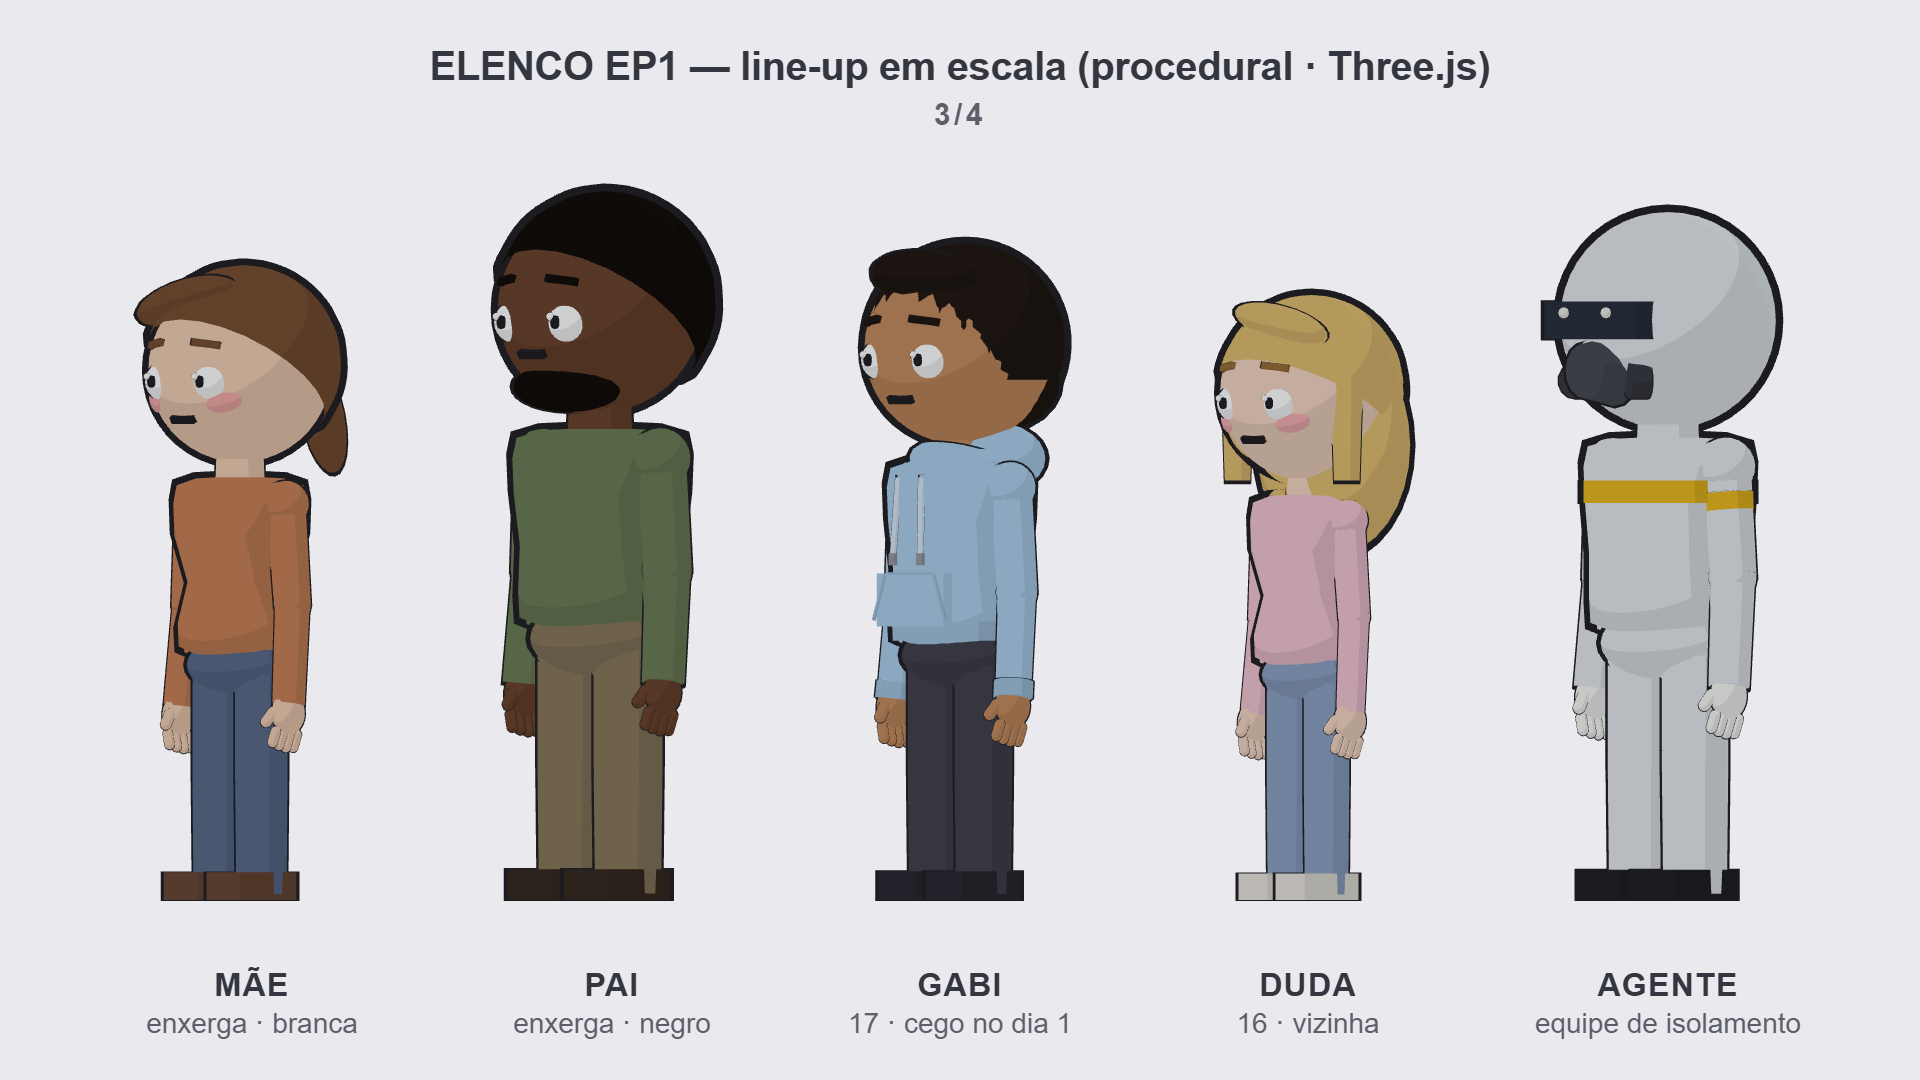 ELENCO EP1 — line-up em escala (procedural · Three.js)
3/4
MÃE
enxerga · branca
PAI
enxerga · negro
GABI
17 · cego no dia 1
DUDA
16 · vizinha
AGENTE
equipe de isolamento